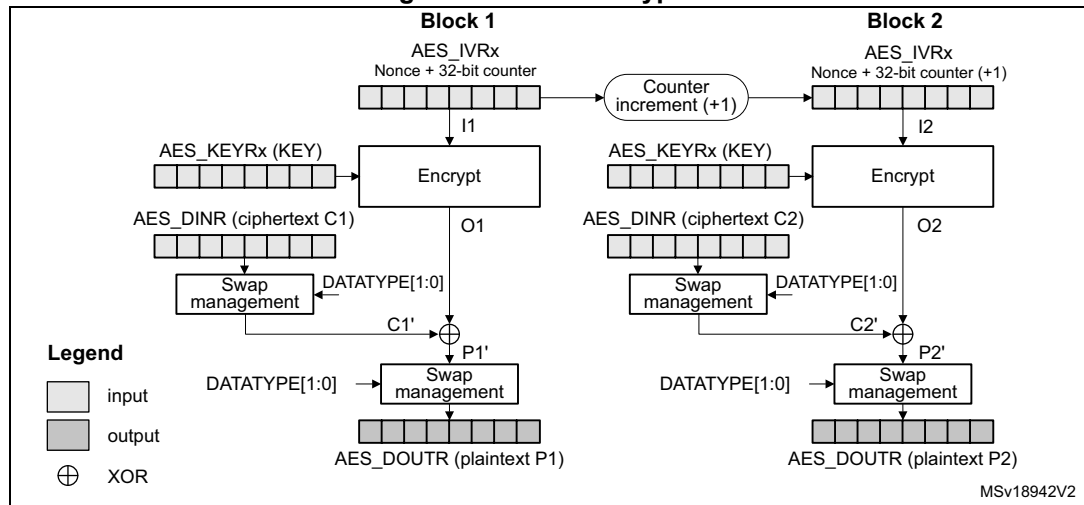 Block 1 Block 2
AES_IVRx AES_IVRx
Nonce + 32-bit counter Nonce + 32-bit counter (+1)
Counter
increment (+1)
I1 I2
AES_KEYRx (KEY) AES_KEYRx (KEY)
Encrypt Encrypt
AES_DINR (ciphertext C1) O1 AES_DINR (ciphertext C2) O2
Swap
management DATATYPE[1:0] Swap
management DATATYPE[1:0]
C1' C2'
Legend P1' P2'
DATATYPE[1:0] Swap
management DATATYPE[1:0] Swap
management
input
output
AES_DOUTR (plaintext P1) AES_DOUTR (plaintext P2)
XOR
MSv18942V2